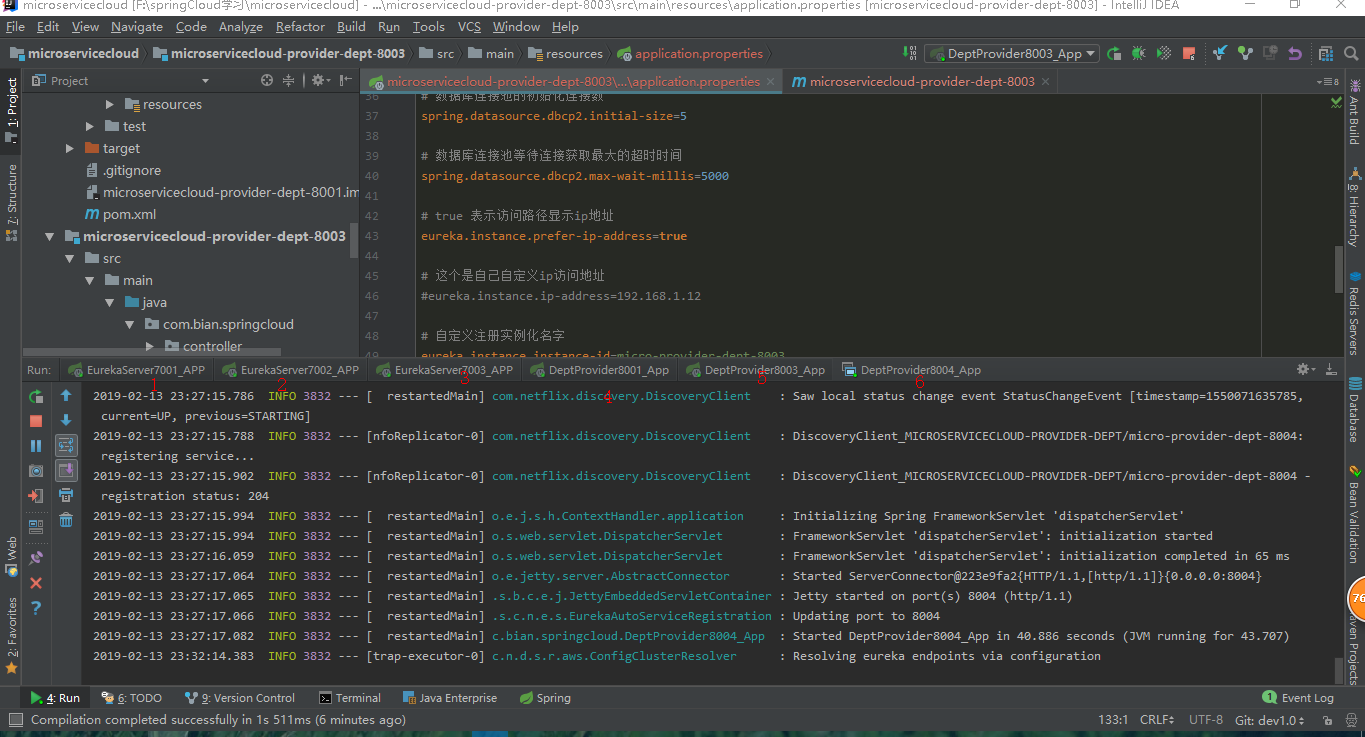 microservicecloud [F:\springCloud学习\microservicecloud] - ...\microservicecloud-provider-dept-8003\src\main\resources\application.properties [microservicecloud-provider-dept-8003] - IntelliJ IDEA
File Edit View Navigate Code Analyze Refactor Build Run Tools VCS Window Help
microservicecloud microservicecloud-provider-dept-8003 src main resources application.properties DeptProvider8003_App
1: Project
7: Structure
Web
2: Favorites
Project
resources
test
target
.gitignore
microservicecloud-provider-dept-8001.im
pom.xml
microservicecloud-provider-dept-8003
src
main
java
com.bian.springcloud
controller
microservicecloud-provider-dept-8003\...\application.properties microservicecloud-provider-dept-8003 8
36 # 数据库连接池的初始化连接数
37 spring.datasource.dbcp2.initial-size=5
38
39 # 数据库连接池等待连接获取最大的超时时间
40 spring.datasource.dbcp2.max-wait-millis=5000
41
42 # true 表示访问路径显示ip地址
43 eureka.instance.prefer-ip-address=true
44
45 # 这个是自己自定义ip访问地址
46 #eureka.instance.ip-address=192.168.1.12
47
48 # 自定义注册实例化名字
49 eureka.instance.instance-id=micro-provider-dept-8003
Ant Build
8: Hierarchy
Redis Servers
Database
Bean Validation
76
aven Projects
Run: EurekaServer7001_APP EurekaServer7002_APP EurekaServer7003_APP DeptProvider8001_App DeptProvider8003_App DeptProvider8004_App
1 2 3 4 5 6
2019-02-13 23:27:15.786 INFO 3832 --- [ restartedMain] com.netflix.discovery.DiscoveryClient : Saw local status change event StatusChangeEvent [timestamp=1550071635785,
current=UP, previous=STARTING]
2019-02-13 23:27:15.788 INFO 3832 --- [nfoReplicator-0] com.netflix.discovery.DiscoveryClient : DiscoveryClient_MICROSERVICECLOUD-PROVIDER-DEPT/micro-provider-dept-8004:
registering service...
2019-02-13 23:27:15.902 INFO 3832 --- [nfoReplicator-0] com.netflix.discovery.DiscoveryClient : DiscoveryClient_MICROSERVICECLOUD-PROVIDER-DEPT/micro-provider-dept-8004 -
registration status: 204
2019-02-13 23:27:15.994 INFO 3832 --- [ restartedMain] o.e.j.s.h.ContextHandler.application : Initializing Spring FrameworkServlet 'dispatcherServlet'
2019-02-13 23:27:15.994 INFO 3832 --- [ restartedMain] o.s.web.servlet.DispatcherServlet : FrameworkServlet 'dispatcherServlet': initialization started
2019-02-13 23:27:16.059 INFO 3832 --- [ restartedMain] o.s.web.servlet.DispatcherServlet : FrameworkServlet 'dispatcherServlet': initialization completed in 65 ms
2019-02-13 23:27:17.064 INFO 3832 --- [ restartedMain] o.e.jetty.server.AbstractConnector : Started ServerConnector@223e9fa2{HTTP/1.1,[http/1.1]}{0.0.0.0:8004}
2019-02-13 23:27:17.065 INFO 3832 --- [ restartedMain] .s.b.c.e.j.JettyEmbeddedServletContainer : Jetty started on port(s) 8004 (http/1.1)
2019-02-13 23:27:17.066 INFO 3832 --- [ restartedMain] .s.c.n.e.s.EurekaAutoServiceRegistration : Updating port to 8004
2019-02-13 23:27:17.082 INFO 3832 --- [ restartedMain] c.bian.springcloud.DeptProvider8004_App : Started DeptProvider8004_App in 40.886 seconds (JVM running for 43.707)
2019-02-13 23:32:14.383 INFO 3832 --- [trap-executor-0] c.n.d.s.r.aws.ConfigClusterResolver : Resolving eureka endpoints via configuration
4: Run 6: TODO 9: Version Control Terminal Java Enterprise Spring 1 Event Log
Compilation completed successfully in 1s 511ms (6 minutes ago) 133:1 CRLF UTF-8 Git: dev1.0